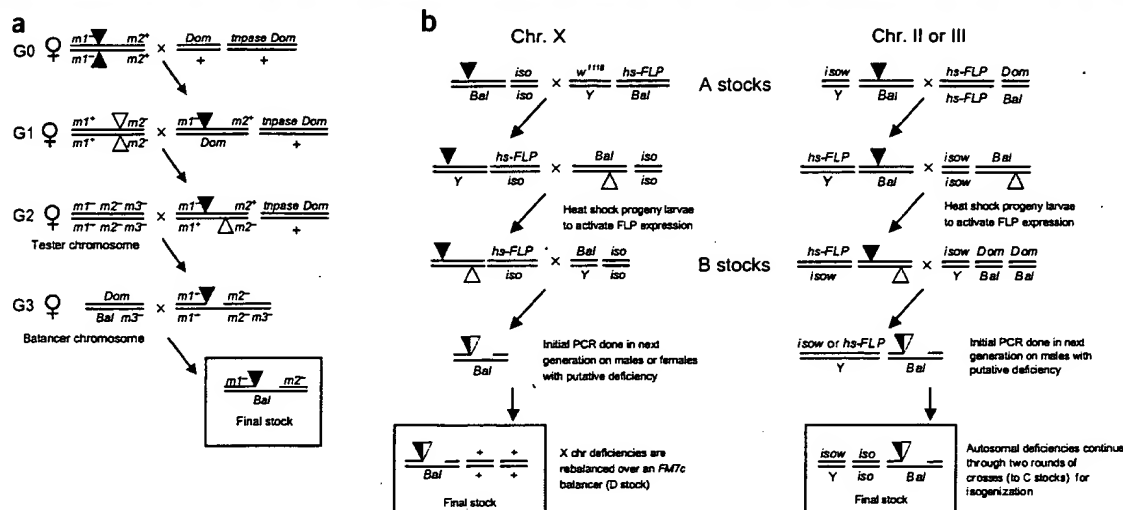 a
G0 ♀ m1⁻ m2⁺ × Dom tnpase Dom
m1⁻ m2⁺ + +
G1 ♀ m1⁺ m2⁻ × m1⁻ m2⁺ tnpase Dom
m1⁺ m2⁻ Dom +
G2 ♀ m1⁻ m2⁻ m3⁻ × m1⁻ m2⁺ tnpase Dom
m1⁻ m2⁻ m3⁻ m1⁺ m2⁻ +
Tester chromosome
G3 ♀ Dom × m1⁻ m2⁻
Bal m3⁻ m1⁻ m2⁻ m3⁻
Balancer chromosome
m1⁻ m2⁻
Bal
Final stock
b
Chr. X
iso × w¹¹¹⁸ hs-FLP
Bal iso Y Bal
hs-FLP × Bal iso
Y iso iso
Heat shock progeny larvae
to activate FLP expression
hs-FLP × Bal iso
iso Y iso
Bal
Initial PCR done in next
generation on males or females
with putative deficiency
+ +
Bal + +
Final stock
X chr deficiencies are
rebalanced over an FM7c
balancer (D stock)
A stocks
B stocks
Chr. II or III
isow × hs-FLP Dom
Y Bal hs-FLP Bal
hs-FLP × isow Bal
Y Bal isow
Heat shock progeny larvae
to activate FLP expression
hs-FLP × isow Dom Dom
isow Y Bal Bal
isow or hs-FLP
Y Bal
Initial PCR done in next
generation on males with
putative deficiency
isow iso
Y iso Bal
Final stock
Autosomal deficiencies continue
through two rounds of
crosses (to C stocks) for
isogenization